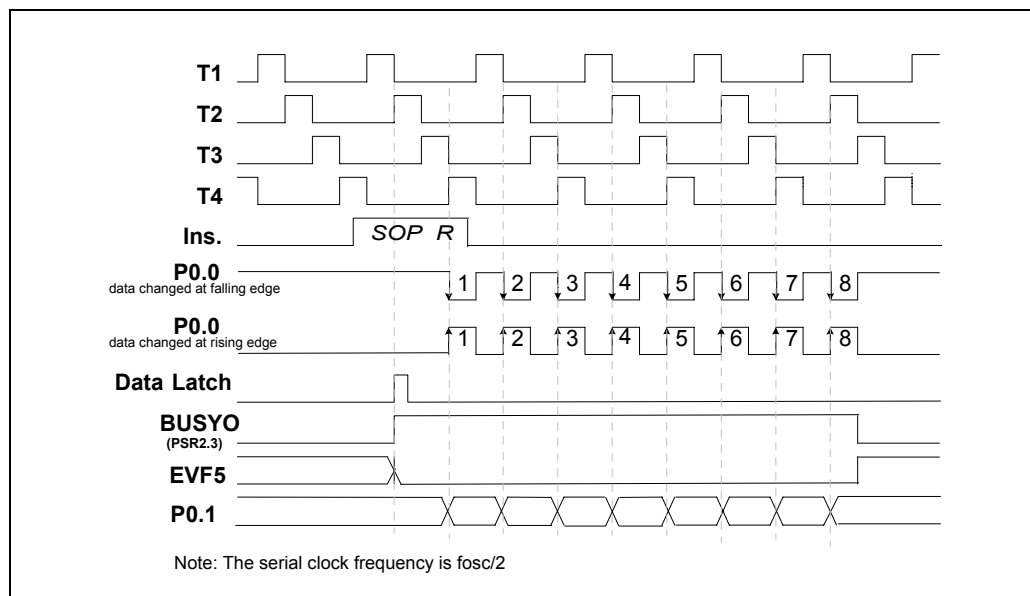 T1
T2
T3
T4
Ins.
SOP R
P0.0
data changed at falling edge
1 2 3 4 5 6 7 8
P0.0
data changed at rising edge
1 2 3 4 5 6 7 8
Data Latch
BUSYO
(PSR2.3)
EVF5
P0.1
Note: The serial clock frequency is fosc/2